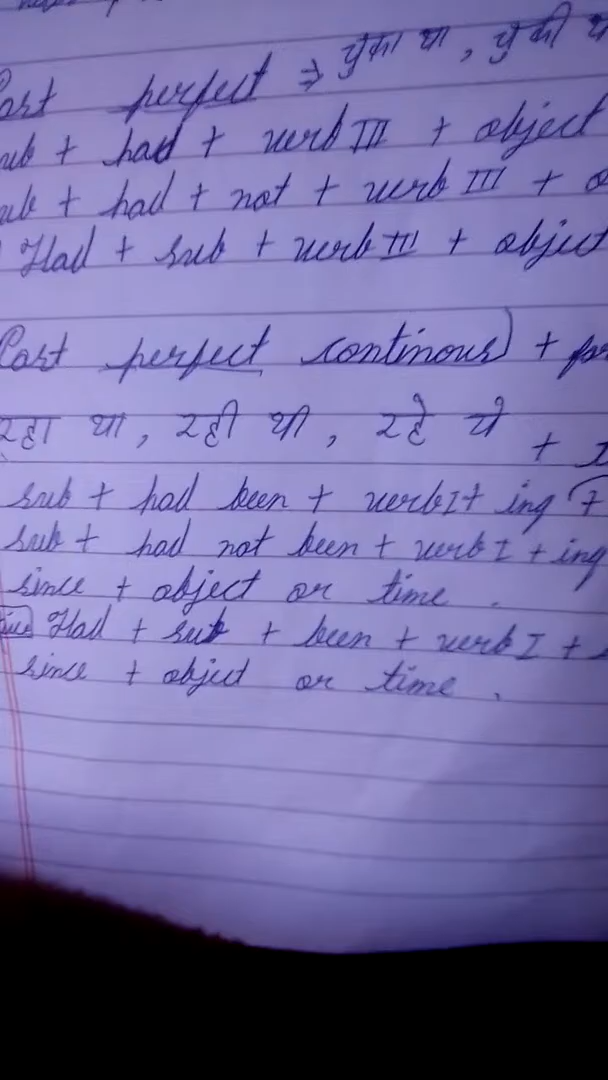 Past perfect ⇒ चुका था, चुकी
sub + had + verb III + object
sub + had + not + verb III +
Had + sub + verb III + object
Past perfect continous) + for
रहा था, रही थी, रहे थे +
sub + had been + verb I + ing
sub + had not been + verb I + ing
since + object or time .
Had + sub + been + verb I +
since + object or time .